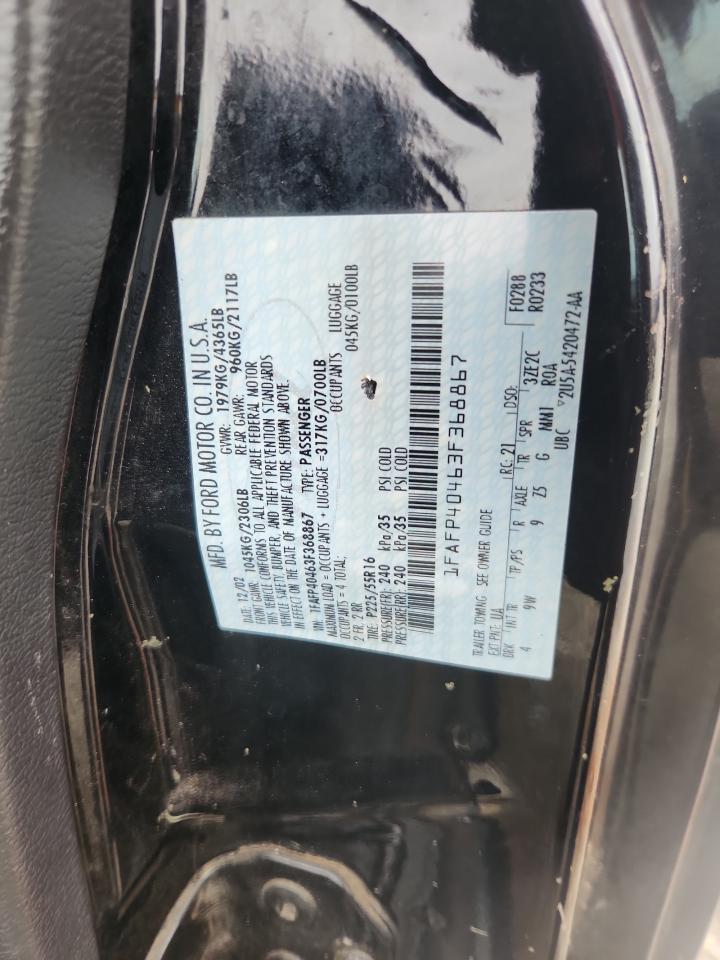 MFD. BY FORD MOTOR CO. IN U.S.A.
DATE: 12/02 GVWR: 1979KG/4365LB
FRONT GAWR: 1045KG/2306LB REAR GAWR: 960KG/2117LB
THIS VEHICLE CONFORMS TO ALL APPLICABLE FEDERAL MOTOR
VEHICLE SAFETY, BUMPER, AND THEFT PREVENTION STANDARDS
IN EFFECT ON THE DATE OF MANUFACTURE SHOWN ABOVE.
VIN: 1FAFP40463F368867 TYPE: PASSENGER
MAXIMUM LOAD = OCCUPANTS + LUGGAGE =317KG/0700LB
OCCUPANTS = 4 TOTAL: OCCUPANTS LUGGAGE
2 FR, 2 RR 045KG/0100LB
TIRE: P225/55R16
PRESSURE(FR): 240 kPa/35 PSI COLD
PRESSURE(RR): 240 kPa/35 PSI COLD
1FAFP40463F368867
TRAILER TOWING SEE OWNER GUIDE
EXT PNT: UA RC: 21 DSO: F0288
DRK INT TR TP/PS R AXLE TR SPR 37E2C R0233
4 9W 9 Z5 G MM1 ROA
UBC 2U5A-5420472-AA